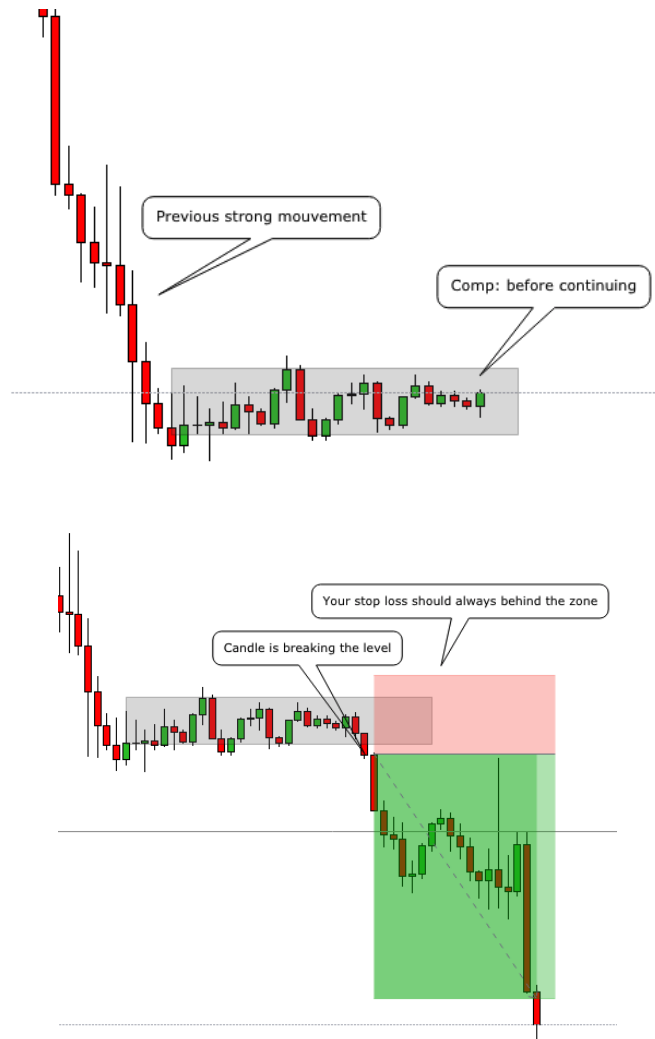 Previous strong mouvement
Comp: before continuing
Your stop loss should always behind the zone
Candle is breaking the level